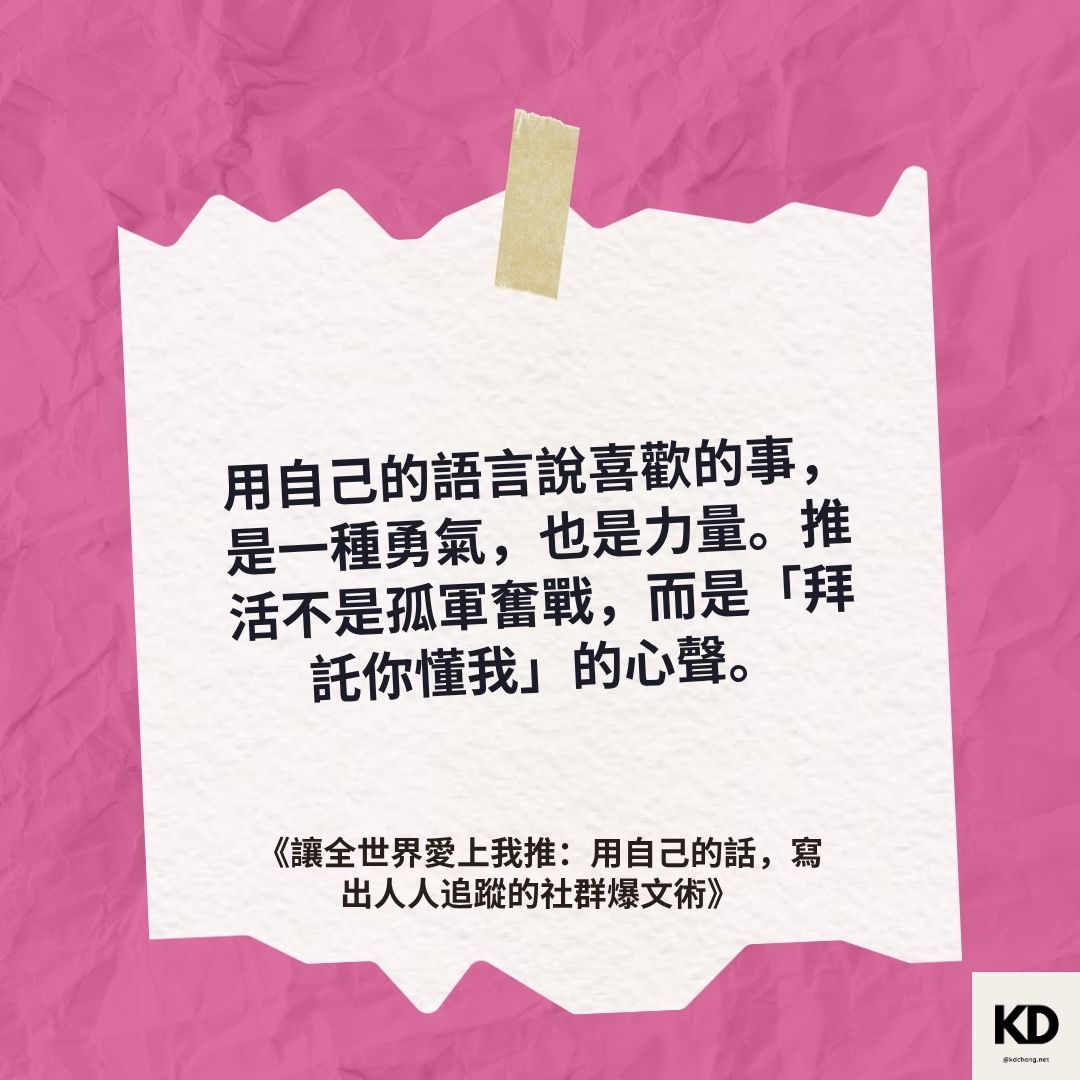 用自己的語言說喜歡的事，
是一種勇氣，也是力量。推
活不是孤軍奮戰，而是「拜
託你懂我」的心聲。
《讓全世界愛上我推：用自己的話，寫
出人人追蹤的社群爆文術》
KD
@kdchong.net